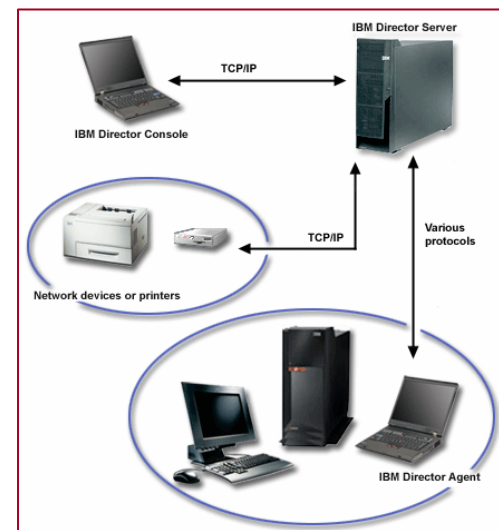 IBM Director Server
TCP/IP
IBM Director Console
TCP/IP
Various
protocols
Network devices or printers
IBM Director Agent